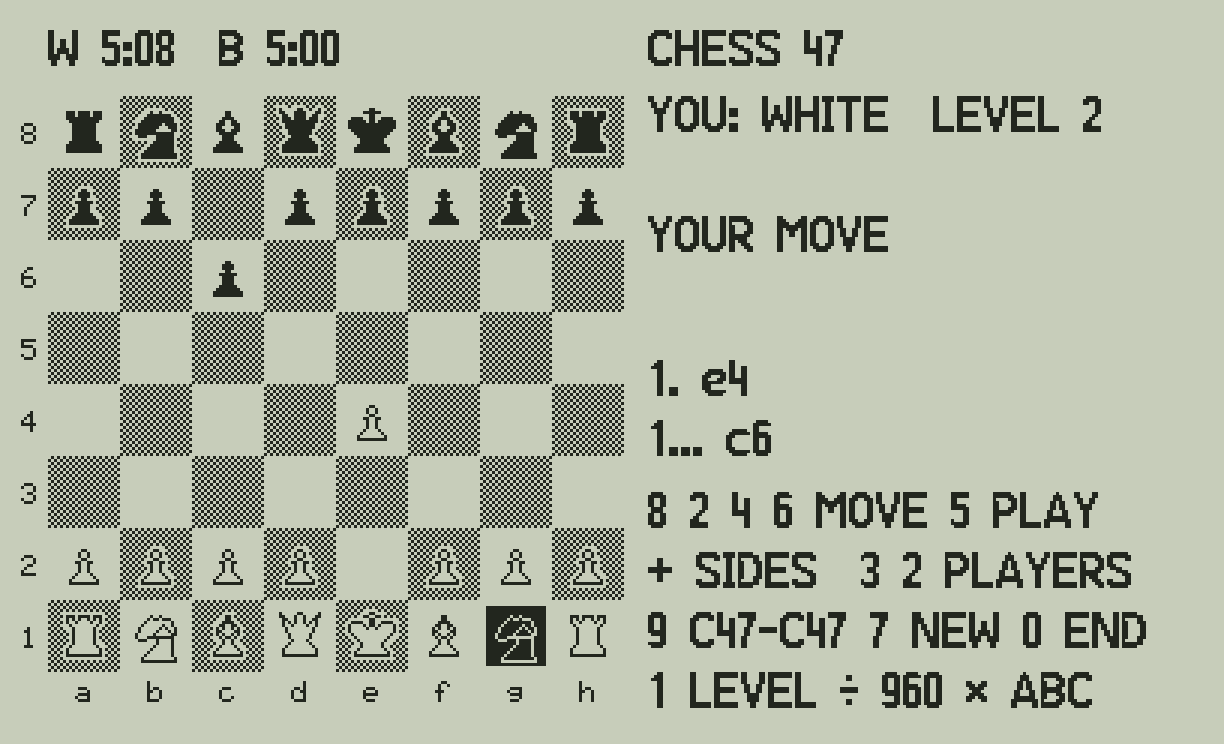 W 5:08 B 5:00
CHESS 47
YOU: WHITE LEVEL 2
YOUR MOVE
1. e4
1... c6
8 2 4 6 MOVE 5 PLAY
+ SIDES 3 2 PLAYERS
9 C47-C47 7 NEW 0 END
1 LEVEL ÷ 960 × ABC
8
7
6
5
4
3
2
1
a b c d e f g h